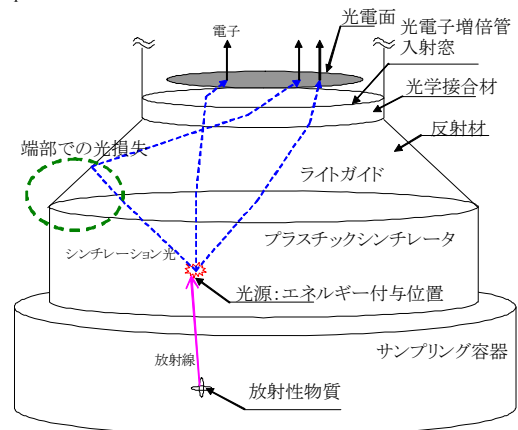 光電面
電子
光電子増倍管
入射窓
光学接合材
反射材
端部での光損失
ライトガイド
プラスチックシンチレータ
シンチレーション光
光源：エネルギー付与位置
サンプリング容器
放射線
放射性物質